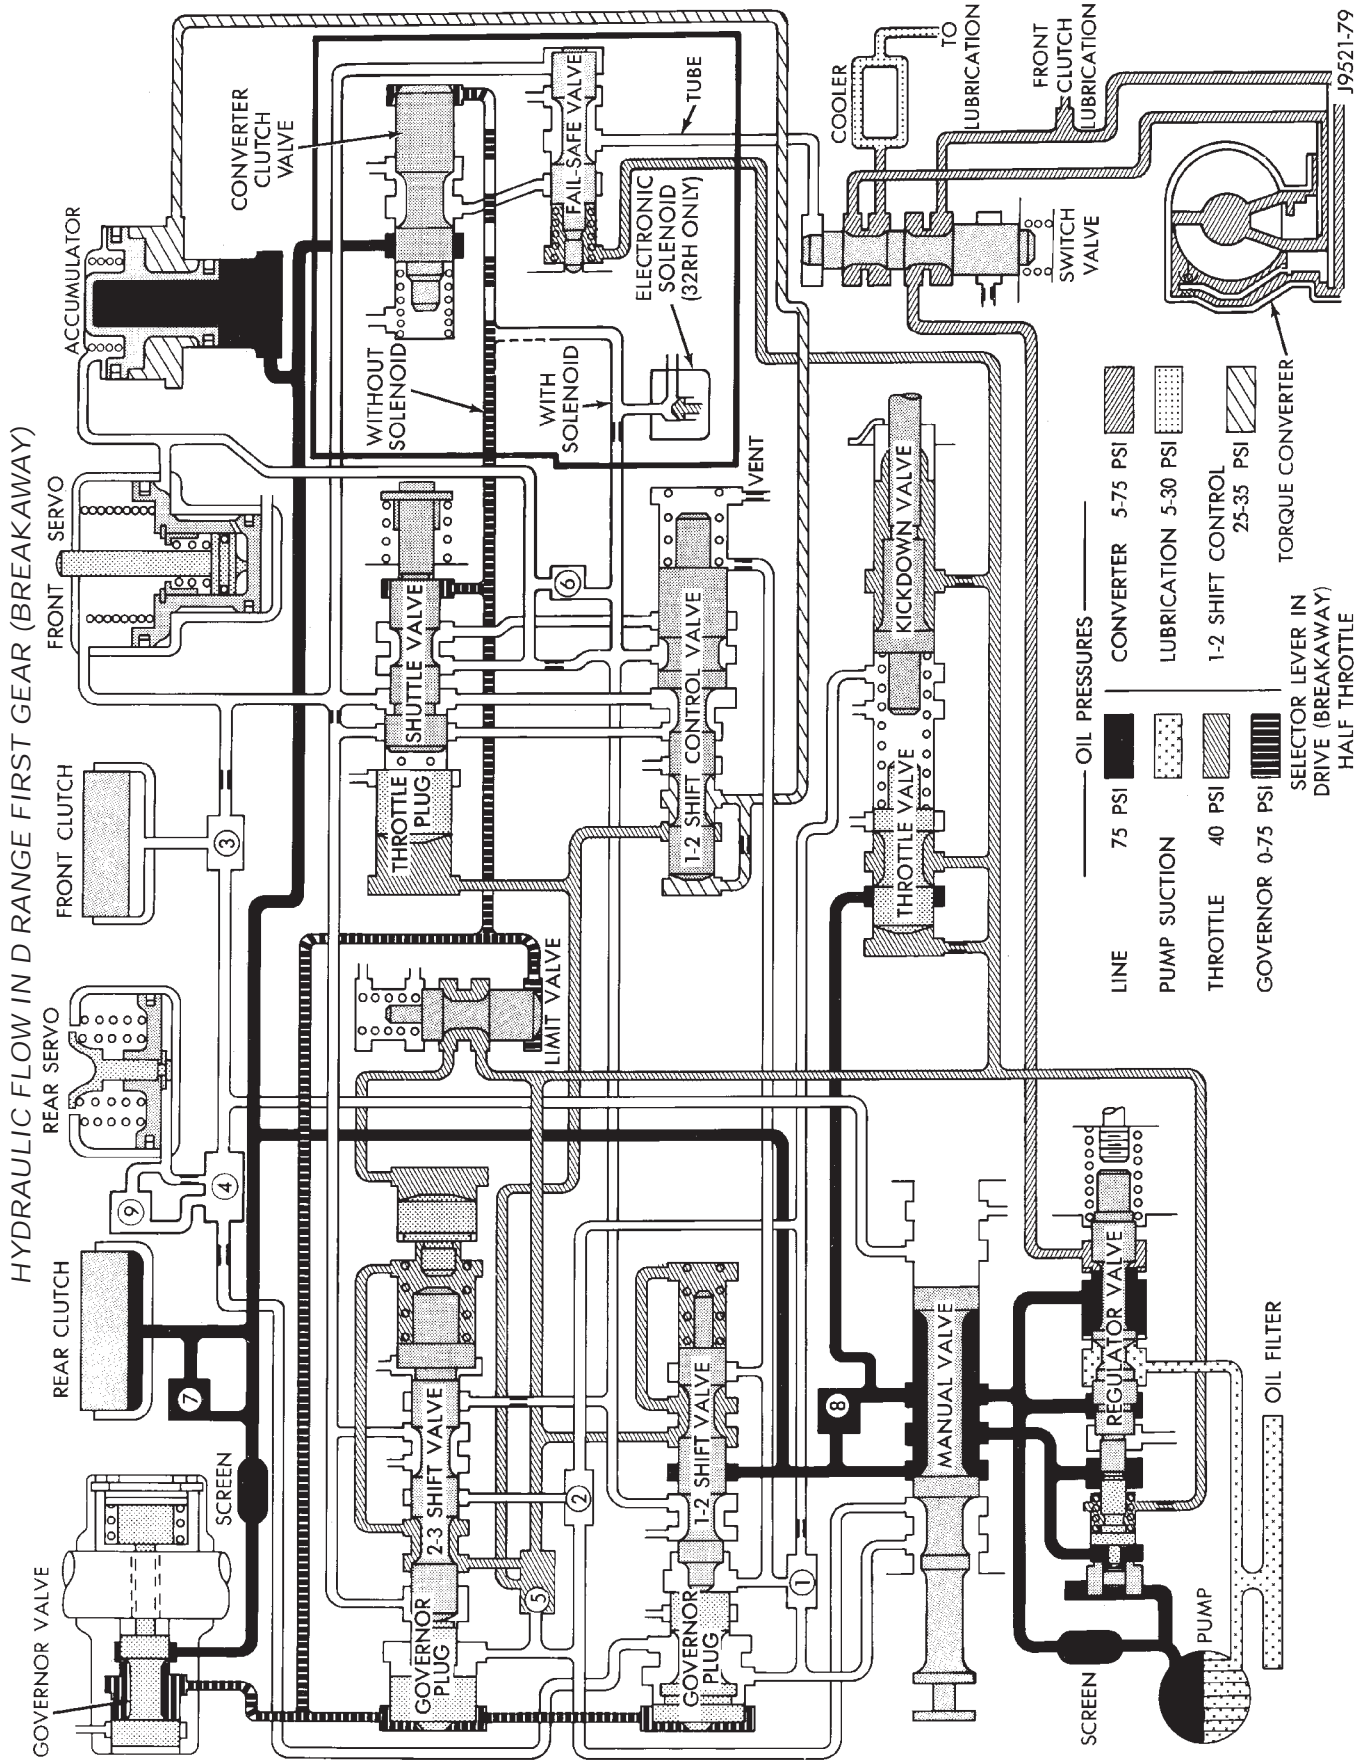 HYDRAULIC FLOW IN D RANGE FIRST GEAR (BREAKAWAY)
GOVERNOR VALVE
SCREEN
REAR CLUTCH
7
9
4
REAR SERVO
FRONT CLUTCH
3
FRONT SERVO
ACCUMULATOR
CONVERTER
CLUTCH
VALVE
GOVERNOR
PLUG
2-3 SHIFT VALVE
5
2
LIMIT VALVE
THROTTLE
PLUG
SHUTTLE VALVE
6
WITHOUT
SOLENOID
WITH
SOLENOID
FAIL-SAFE VALVE
ELECTRONIC
SOLENOID
(32RH ONLY)
TUBE
GOVERNOR
PLUG
1-2 SHIFT VALVE
1
8
1-2 SHIFT CONTROL VALVE
VENT
MANUAL VALVE
THROTTLE VALVE
KICKDOWN VALVE
SWITCH
VALVE
COOLER
TO
LUBRICATION
FRONT
CLUTCH
LUBRICATION
SCREEN
PUMP
REGULATOR VALVE
OIL FILTER
OIL PRESSURES
LINE 75 PSI
PUMP SUCTION
THROTTLE 40 PSI
GOVERNOR 0-75 PSI
CONVERTER 5-75 PSI
LUBRICATION 5-30 PSI
1-2 SHIFT CONTROL
25-35 PSI
SELECTOR LEVER IN
DRIVE (BREAKAWAY)
HALF THROTTLE
TORQUE CONVERTER
J9521-79